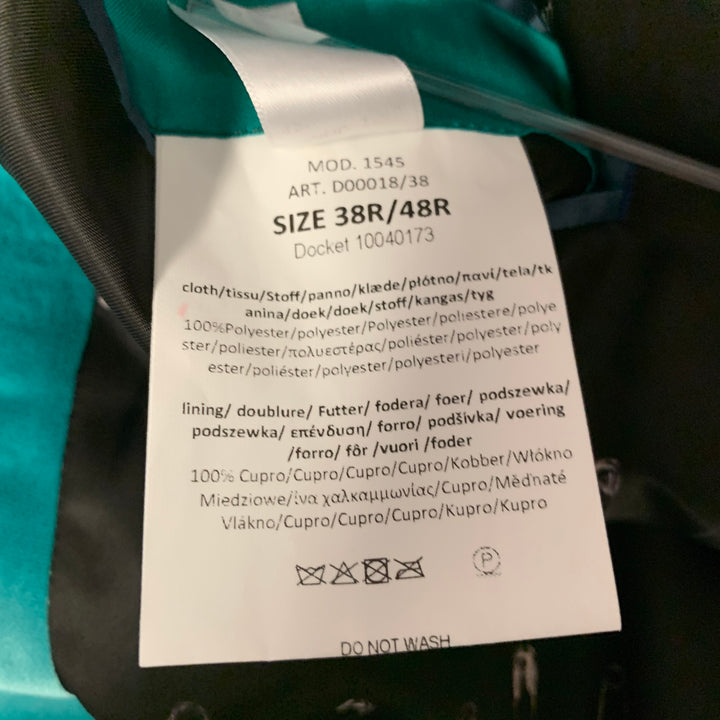 MOD. 1545
ART. D00018/38
SIZE 38R/48R
Docket 10040173
cloth/tissu/Stoff/panno/klæde/płótno/πανί/tela/tk
anina/doek/doek/stoff/kangas/tyg
100%Polyester/polyester/Polyester/poliestere/polye
ster/poliester/πολυεστέρας/poliéster/polyester/poly
ester/poliéster/polyester/polyesteri/polyester
lining/ doublure/ Futter/ fodera/ foer/ podszewka/
podszewka/ επένδυση/ forro/ podšívka/ voering
/forro/ fôr /vuori /foder
100% Cupro/Cupro/Cupro/Cupro/Kobber/Włókno
Miedziowe/ίνα χαλκαμμωνίας/Cupro/Měďnaté
Vlákno/Cupro/Cupro/Cupro/Kupro/Kupro
P
DO NOT WASH